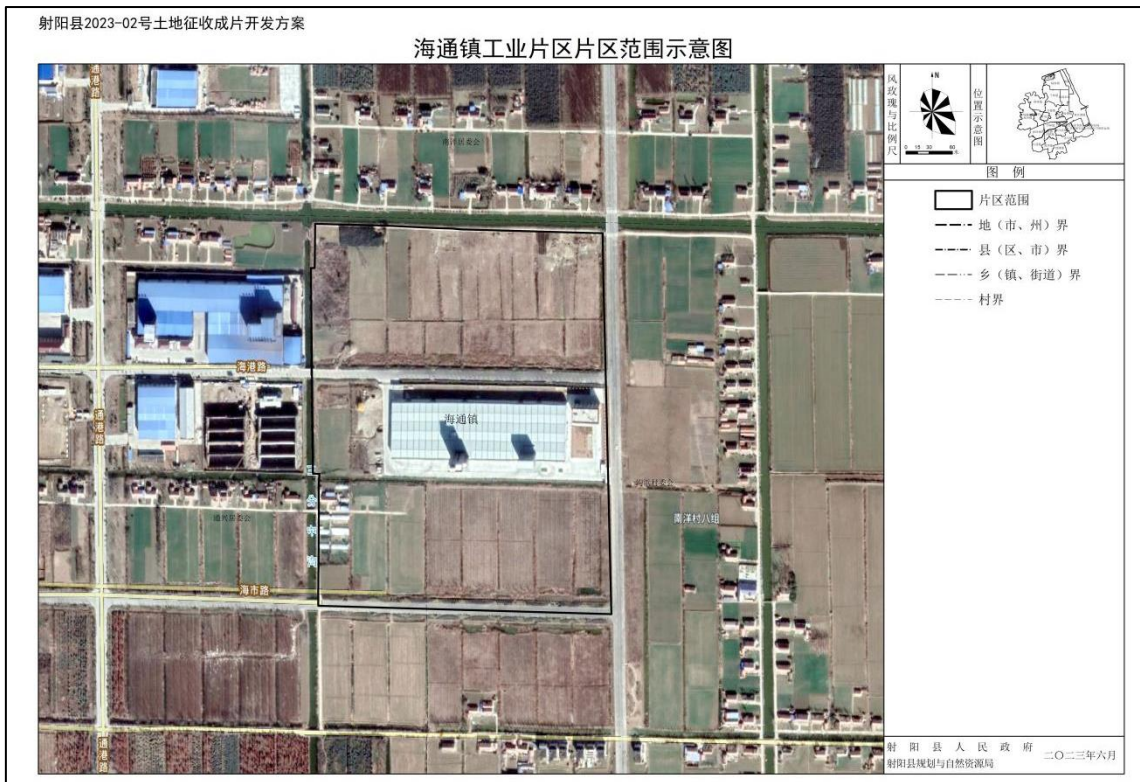 射阳县2023-02号土地征收成片开发方案
海通镇工业片区片区范围示意图
风玫瑰与比例尺
N
0 15 30 60
位置示意图
图 例
片区范围
地（市、州）界
县（区、市）界
乡（镇、街道）界
村界
通港路
海港路
海通镇
通港路
南洋村八组
海市路
通港路
射阳县人民政府
射阳县规划与自然资源局
二〇二三年六月